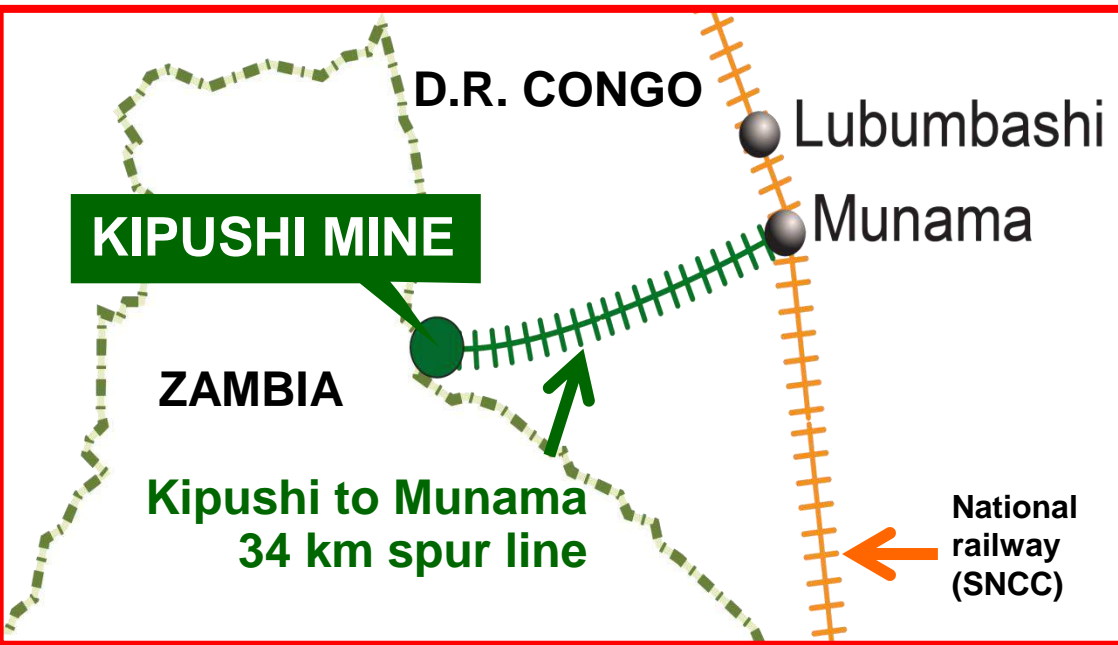 D.R. CONGO
Lubumbashi
Munama
KIPUSHI MINE
ZAMBIA
Kipushi to Munama
34 km spur line
National
railway
(SNCC)